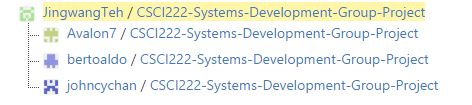 JingwangTeh / CSCI222-Systems-Development-Group-Project
Avalon7 / CSCI222-Systems-Development-Group-Project
bertoaldo / CSCI222-Systems-Development-Group-Project
johncychan / CSCI222-Systems-Development-Group-Project